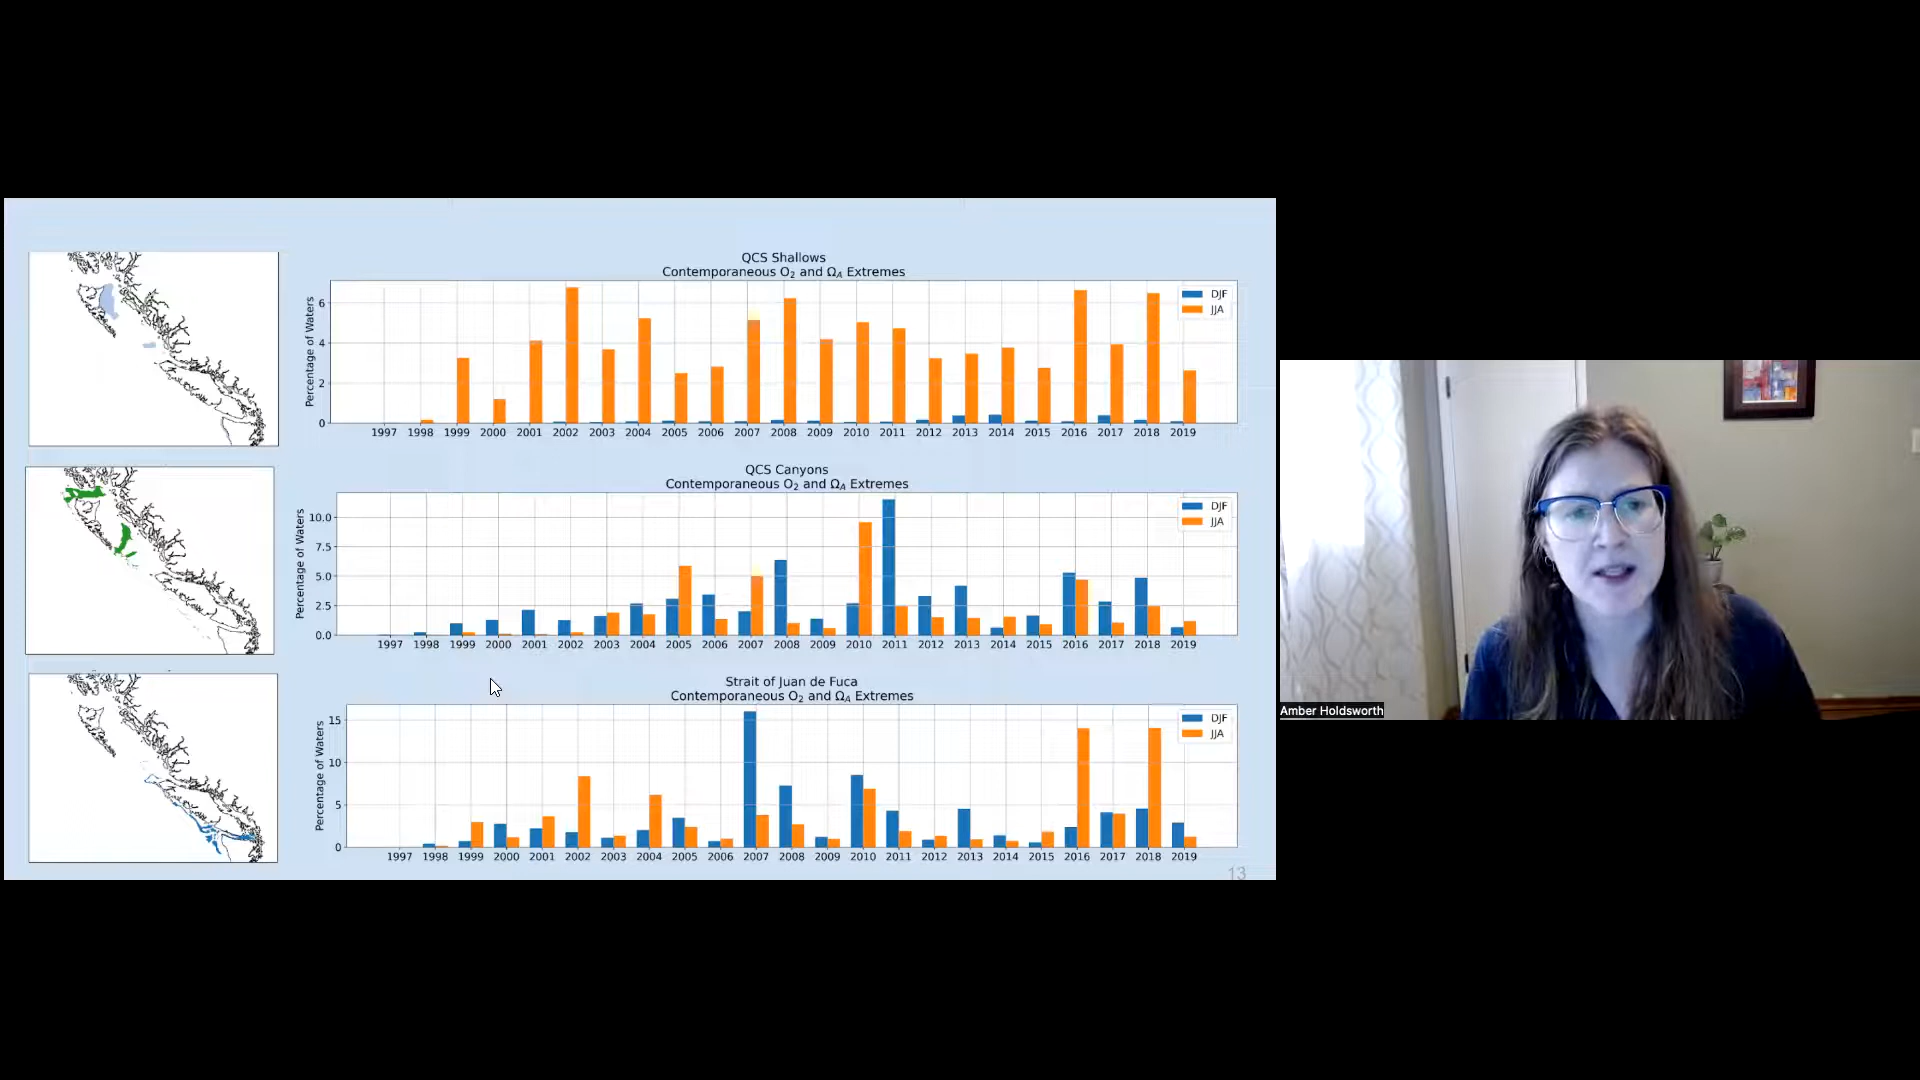 QCS Shallows
Contemporaneous O₂ and Ω_A Extremes
Percentage of Waters
6
4
2
0
DJF
JJA
1997 1998 1999 2000 2001 2002 2003 2004 2005 2006 2007 2008 2009 2010 2011 2012 2013 2014 2015 2016 2017 2018 2019
QCS Canyons
Contemporaneous O₂ and Ω_A Extremes
Percentage of Waters
10.0
7.5
5.0
2.5
0.0
DJF
JJA
1997 1998 1999 2000 2001 2002 2003 2004 2005 2006 2007 2008 2009 2010 2011 2012 2013 2014 2015 2016 2017 2018 2019
Strait of Juan de Fuca
Contemporaneous O₂ and Ω_A Extremes
Percentage of Waters
15
10
5
0
DJF
JJA
1997 1998 1999 2000 2001 2002 2003 2004 2005 2006 2007 2008 2009 2010 2011 2012 2013 2014 2015 2016 2017 2018 2019
13
Amber Holdsworth